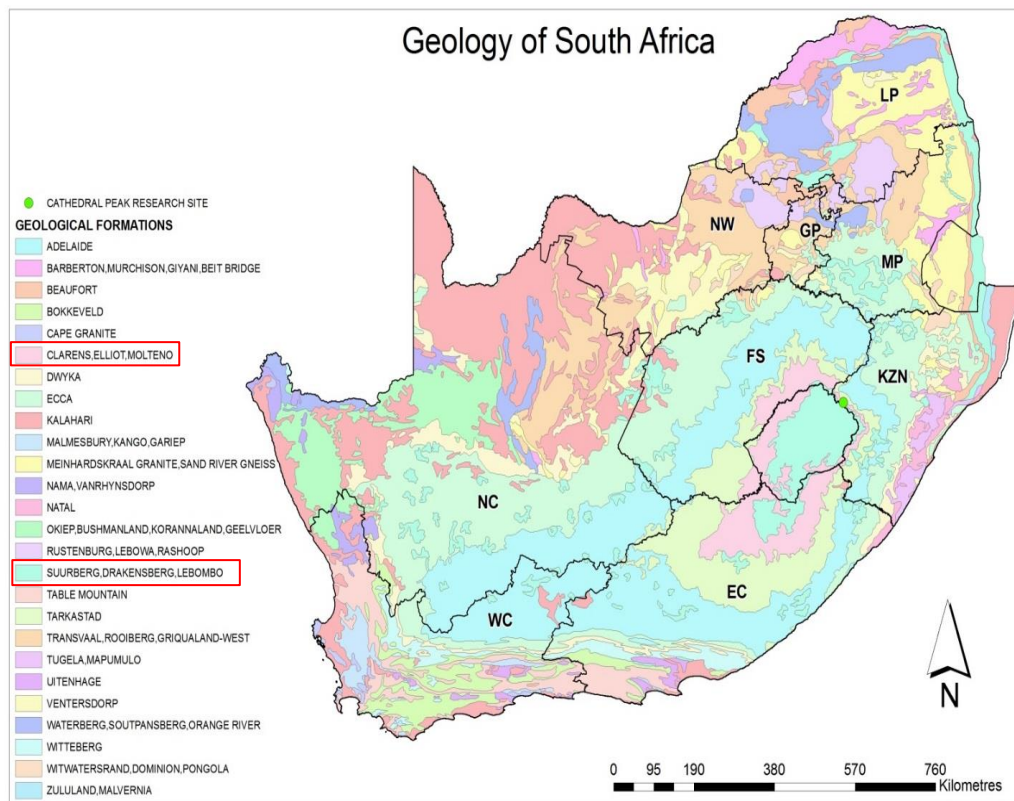 Geology of South Africa
LP
NW
GP
MP
FS
KZN
NC
EC
WC
CATHEDRAL PEAK RESEARCH SITE
GEOLOGICAL FORMATIONS
ADELAIDE
BARBERTON,MURCHISON,GIYANI,BEIT BRIDGE
BEAUFORT
BOKKEVELD
CAPE GRANITE
CLARENS,ELLIOT,MOLTENO
DWYKA
ECCA
KALAHARI
MALMESBURY,KANGO,GARIEP
MEINHARDSKRAAL GRANITE,SAND RIVER GNEISS
NAMA,VANRHYNSDORP
NATAL
OKIEP,BUSHMANLAND,KORANNALAND,GEELVLOER
RUSTENBURG,LEBOWA,RASHOOP
SUURBERG,DRAKENSBERG,LEBOMBO
TABLE MOUNTAIN
TARKASTAD
TRANSVAAL,ROOIBERG,GRIQUALAND-WEST
TUGELA,MAPUMULO
UITENHAGE
VENTERSDORP
WATERBERG,SOUTPANSBERG,ORANGE RIVER
WITTEBERG
WITWATERSRAND,DOMINION,PONGOLA
ZULULAND,MALVERNIA
N
0 95 190 380 570 760
Kilometres